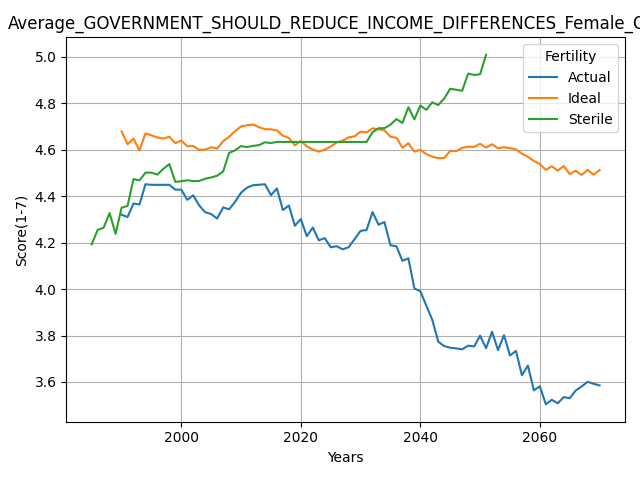 Average_GOVERNMENT_SHOULD_REDUCE_INCOME_DIFFERENCES_Female_
Fertility
Actual
Ideal
Sterile
Score(1-7)
5.0
4.8
4.6
4.4
4.2
4.0
3.8
3.6
2000
2020
2040
2060
Years